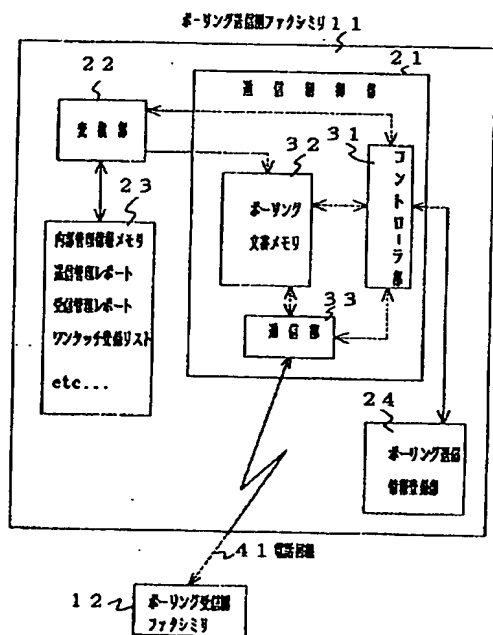 ポーリング送信側ファクシミリ11
21
22
通信制御部
変換部
32
31
コントローラ部
23
ポーリング
文書メモリ
内部管理情報メモリ
送信管理レポート
受信管理レポート
ワンタッチ登録リスト
etc...
33
通信部
24
ポーリング送信
情報登録部
41電話回線
12
ポーリング受信側
ファクシミリ